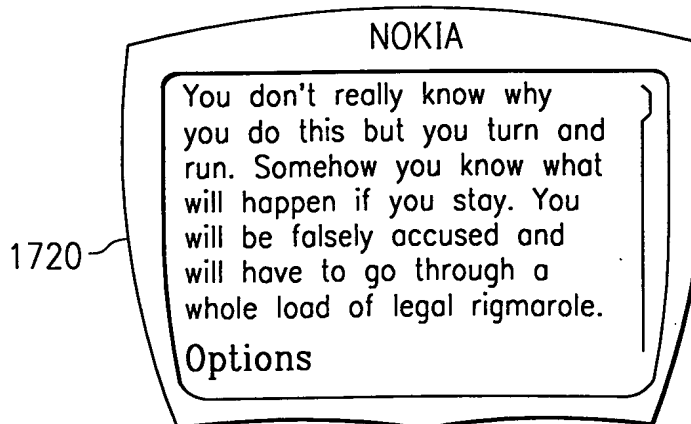 NOKIA
You don't really know why
you do this but you turn and
run. Somehow you know what
will happen if you stay. You
will be falsely accused and
will have to go through a
whole load of legal rigmarole.
Options
1720